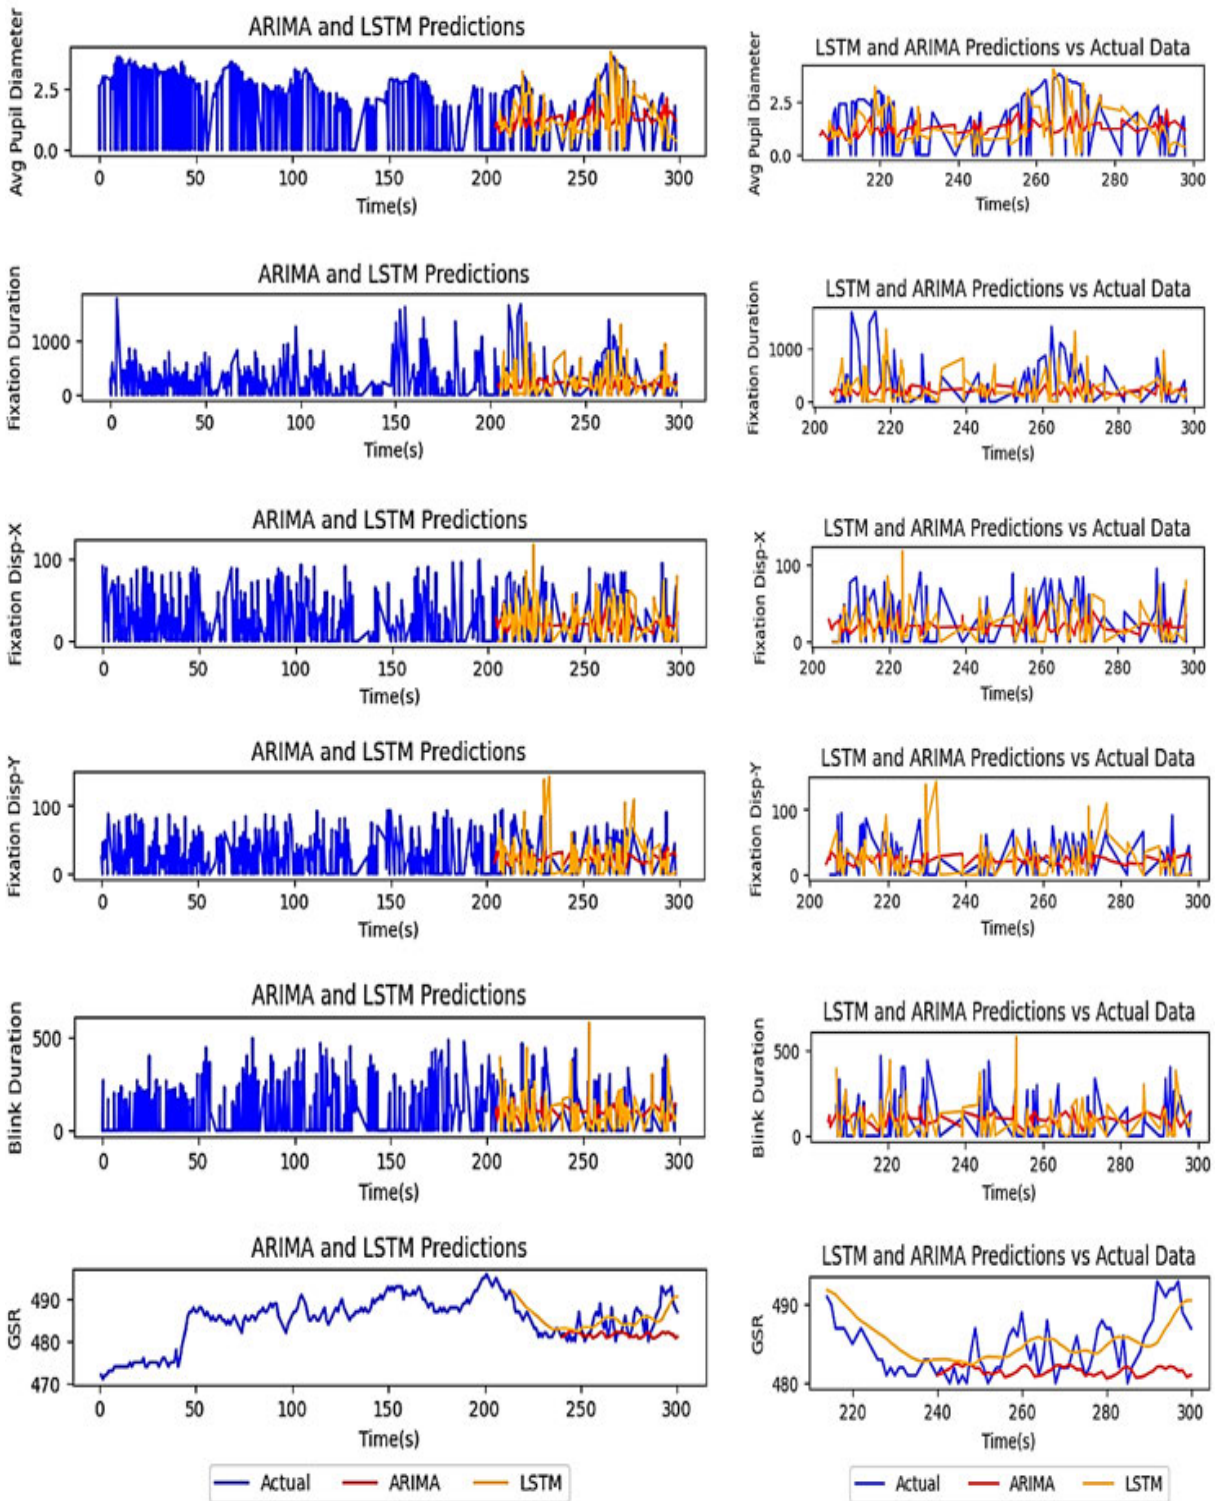 ARIMA and LSTM Predictions
Avg Pupil Diameter
2.5
0.0
0 50 100 150 200 250 300
Time(s)
LSTM and ARIMA Predictions vs Actual Data
Avg Pupil Diameter
2.5
0.0
220 240 260 280 300
Time(s)
ARIMA and LSTM Predictions
Fixation Duration
1000
0
0 50 100 150 200 250 300
Time(s)
LSTM and ARIMA Predictions vs Actual Data
Fixation Duration
1000
0
200 220 240 260 280 300
Time(s)
ARIMA and LSTM Predictions
Fixation Disp-X
100
0
0 50 100 150 200 250 300
Time(s)
LSTM and ARIMA Predictions vs Actual Data
Fixation Disp-X
100
0
200 220 240 260 280 300
Time(s)
ARIMA and LSTM Predictions
Fixation Disp-Y
100
0
0 50 100 150 200 250 300
Time(s)
LSTM and ARIMA Predictions vs Actual Data
Fixation Disp-Y
100
0
200 220 240 260 280 300
Time(s)
ARIMA and LSTM Predictions
Blink Duration
500
0
0 50 100 150 200 250 300
Time(s)
LSTM and ARIMA Predictions vs Actual Data
Blink Duration
500
0
220 240 260 280 300
Time(s)
ARIMA and LSTM Predictions
GSR
490
480
470
0 50 100 150 200 250 300
Time(s)
LSTM and ARIMA Predictions vs Actual Data
GSR
490
480
220 240 260 280 300
Time(s)
Actual ARIMA LSTM
Actual ARIMA LSTM